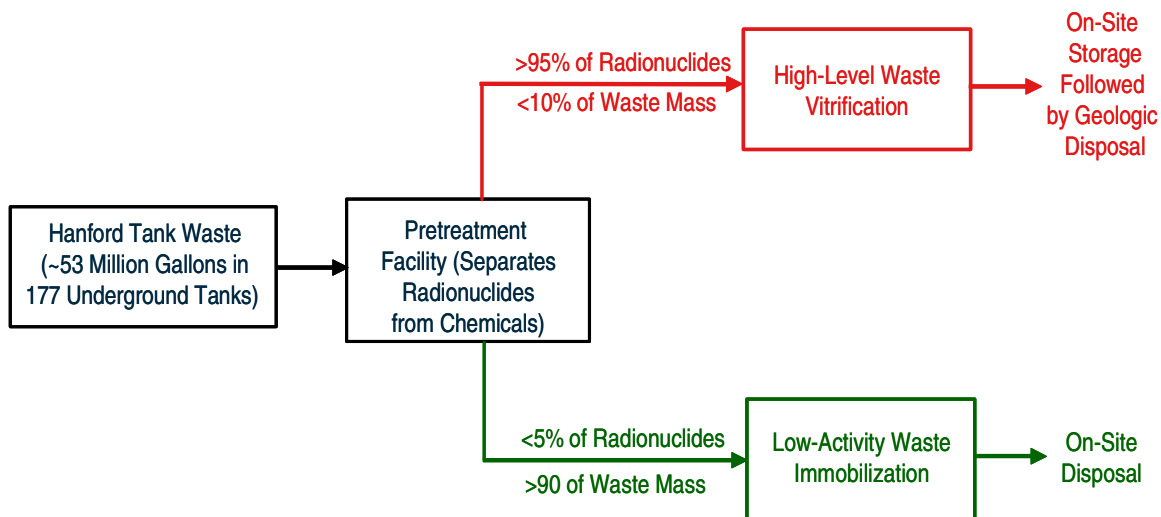 Hanford Tank Waste
(~53 Million Gallons in
177 Underground Tanks)
Pretreatment
Facility (Separates
Radionuclides
from Chemicals)
>95% of Radionuclides
<10% of Waste Mass
High-Level Waste
Vitrification
On-Site
Storage
Followed
by Geologic
Disposal
<5% of Radionuclides
>90 of Waste Mass
Low-Activity Waste
Immobilization
On-Site
Disposal